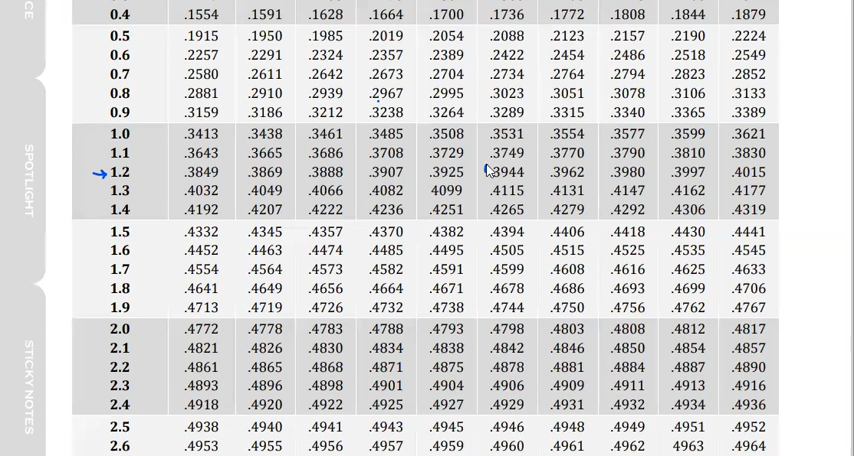 CE
0.4 .1554 .1591 .1628 .1664 .1700 .1736 .1772 .1808 .1844 .1879
0.5 .1915 .1950 .1985 .2019 .2054 .2088 .2123 .2157 .2190 .2224
0.6 .2257 .2291 .2324 .2357 .2389 .2422 .2454 .2486 .2518 .2549
0.7 .2580 .2611 .2642 .2673 .2704 .2734 .2764 .2794 .2823 .2852
0.8 .2881 .2910 .2939 .2967 .2995 .3023 .3051 .3078 .3106 .3133
0.9 .3159 .3186 .3212 .3238 .3264 .3289 .3315 .3340 .3365 .3389
1.0 .3413 .3438 .3461 .3485 .3508 .3531 .3554 .3577 .3599 .3621
1.1 .3643 .3665 .3686 .3708 .3729 .3749 .3770 .3790 .3810 .3830
1.2 .3849 .3869 .3888 .3907 .3925 .3944 .3962 .3980 .3997 .4015
1.3 .4032 .4049 .4066 .4082 4099 .4115 .4131 .4147 .4162 .4177
1.4 .4192 .4207 .4222 .4236 .4251 .4265 .4279 .4292 .4306 .4319
1.5 .4332 .4345 .4357 .4370 .4382 .4394 .4406 .4418 .4430 .4441
1.6 .4452 .4463 .4474 .4485 .4495 .4505 .4515 .4525 .4535 .4545
1.7 .4554 .4564 .4573 .4582 .4591 .4599 .4608 .4616 .4625 .4633
1.8 .4641 .4649 .4656 .4664 .4671 .4678 .4686 .4693 .4699 .4706
1.9 .4713 .4719 .4726 .4732 .4738 .4744 .4750 .4756 .4762 .4767
2.0 .4772 .4778 .4783 .4788 .4793 .4798 .4803 .4808 .4812 .4817
2.1 .4821 .4826 .4830 .4834 .4838 .4842 .4846 .4850 .4854 .4857
2.2 .4861 .4865 .4868 .4871 .4875 .4878 .4881 .4884 .4887 .4890
2.3 .4893 .4896 .4898 .4901 .4904 .4906 .4909 .4911 .4913 .4916
2.4 .4918 .4920 .4922 .4925 .4927 .4929 .4931 .4932 .4934 .4936
2.5 .4938 .4940 .4941 .4943 .4945 .4946 .4948 .4949 .4951 .4952
2.6 .4953 .4955 .4956 .4957 .4959 .4960 .4961 .4962 4963 .4964
SPOTLIGHT
STICKY NOTES